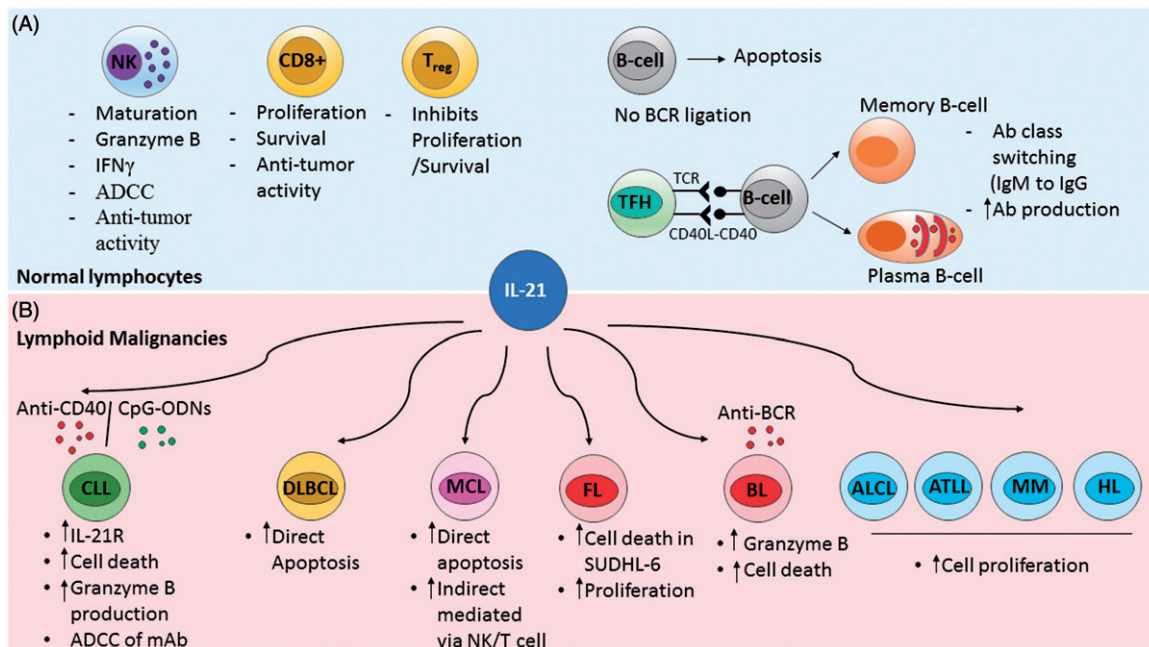 (A)
NK
- Maturation
- Granzyme B
- IFNγ
- ADCC
- Anti-tumor
activity
CD8+
- Proliferation
- Survival
- Anti-tumor
activity
Treg
- Inhibits
Proliferation
/Survival
B-cell
Apoptosis
No BCR ligation
TFH
TCR
CD40L-CD40
B-cell
Memory B-cell
- Ab class
switching
(IgM to IgG
- ↑Ab production
Plasma B-cell
Normal lymphocytes
IL-21
(B)
Lymphoid Malignancies
Anti-CD40/ CpG-ODNs
CLL
• ↑IL-21R
• ↑Cell death
• ↑Granzyme B
production
• ADCC of mAb
DLBCL
• ↑Direct
Apoptosis
MCL
• ↑Direct
apoptosis
• ↑Indirect
mediated
via NK/T cell
FL
• ↑Cell death in
SUDHL-6
• ↑Proliferation
Anti-BCR
BL
• ↑ Granzyme B
• ↑Cell death
ALCL
ATLL
MM
HL
• ↑Cell proliferation